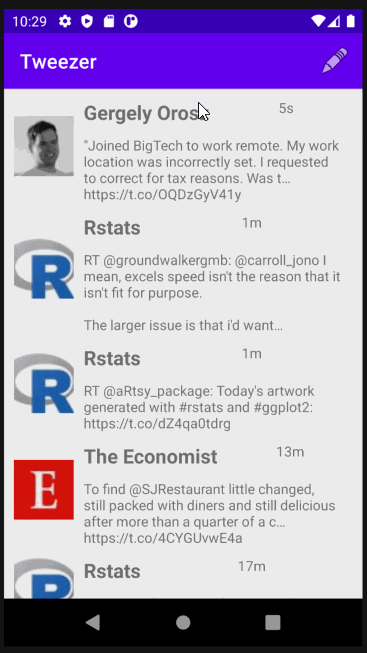 10:29
Tweezer
Gergely Oros
5s
"Joined BigTech to work remote. My work
location was incorrectly set. I requested
to correct for tax reasons. Was t…
https://t.co/OQDzGyV41y
Rstats
1m
RT @groundwalkergmb: @carroll_jono I
mean, excels speed isn't the reason that it
isn't fit for purpose.
The larger issue is that i'd want…
Rstats
1m
RT @aRtsy_package: Today's artwork
generated with #rstats and #ggplot2:
https://t.co/dZ4qa0tdrg
The Economist
13m
To find @SJRestaurant little changed,
still packed with diners and still delicious
after more than a quarter of a c…
https://t.co/4CYGUvwE4a
Rstats
17m
R
R
E
R